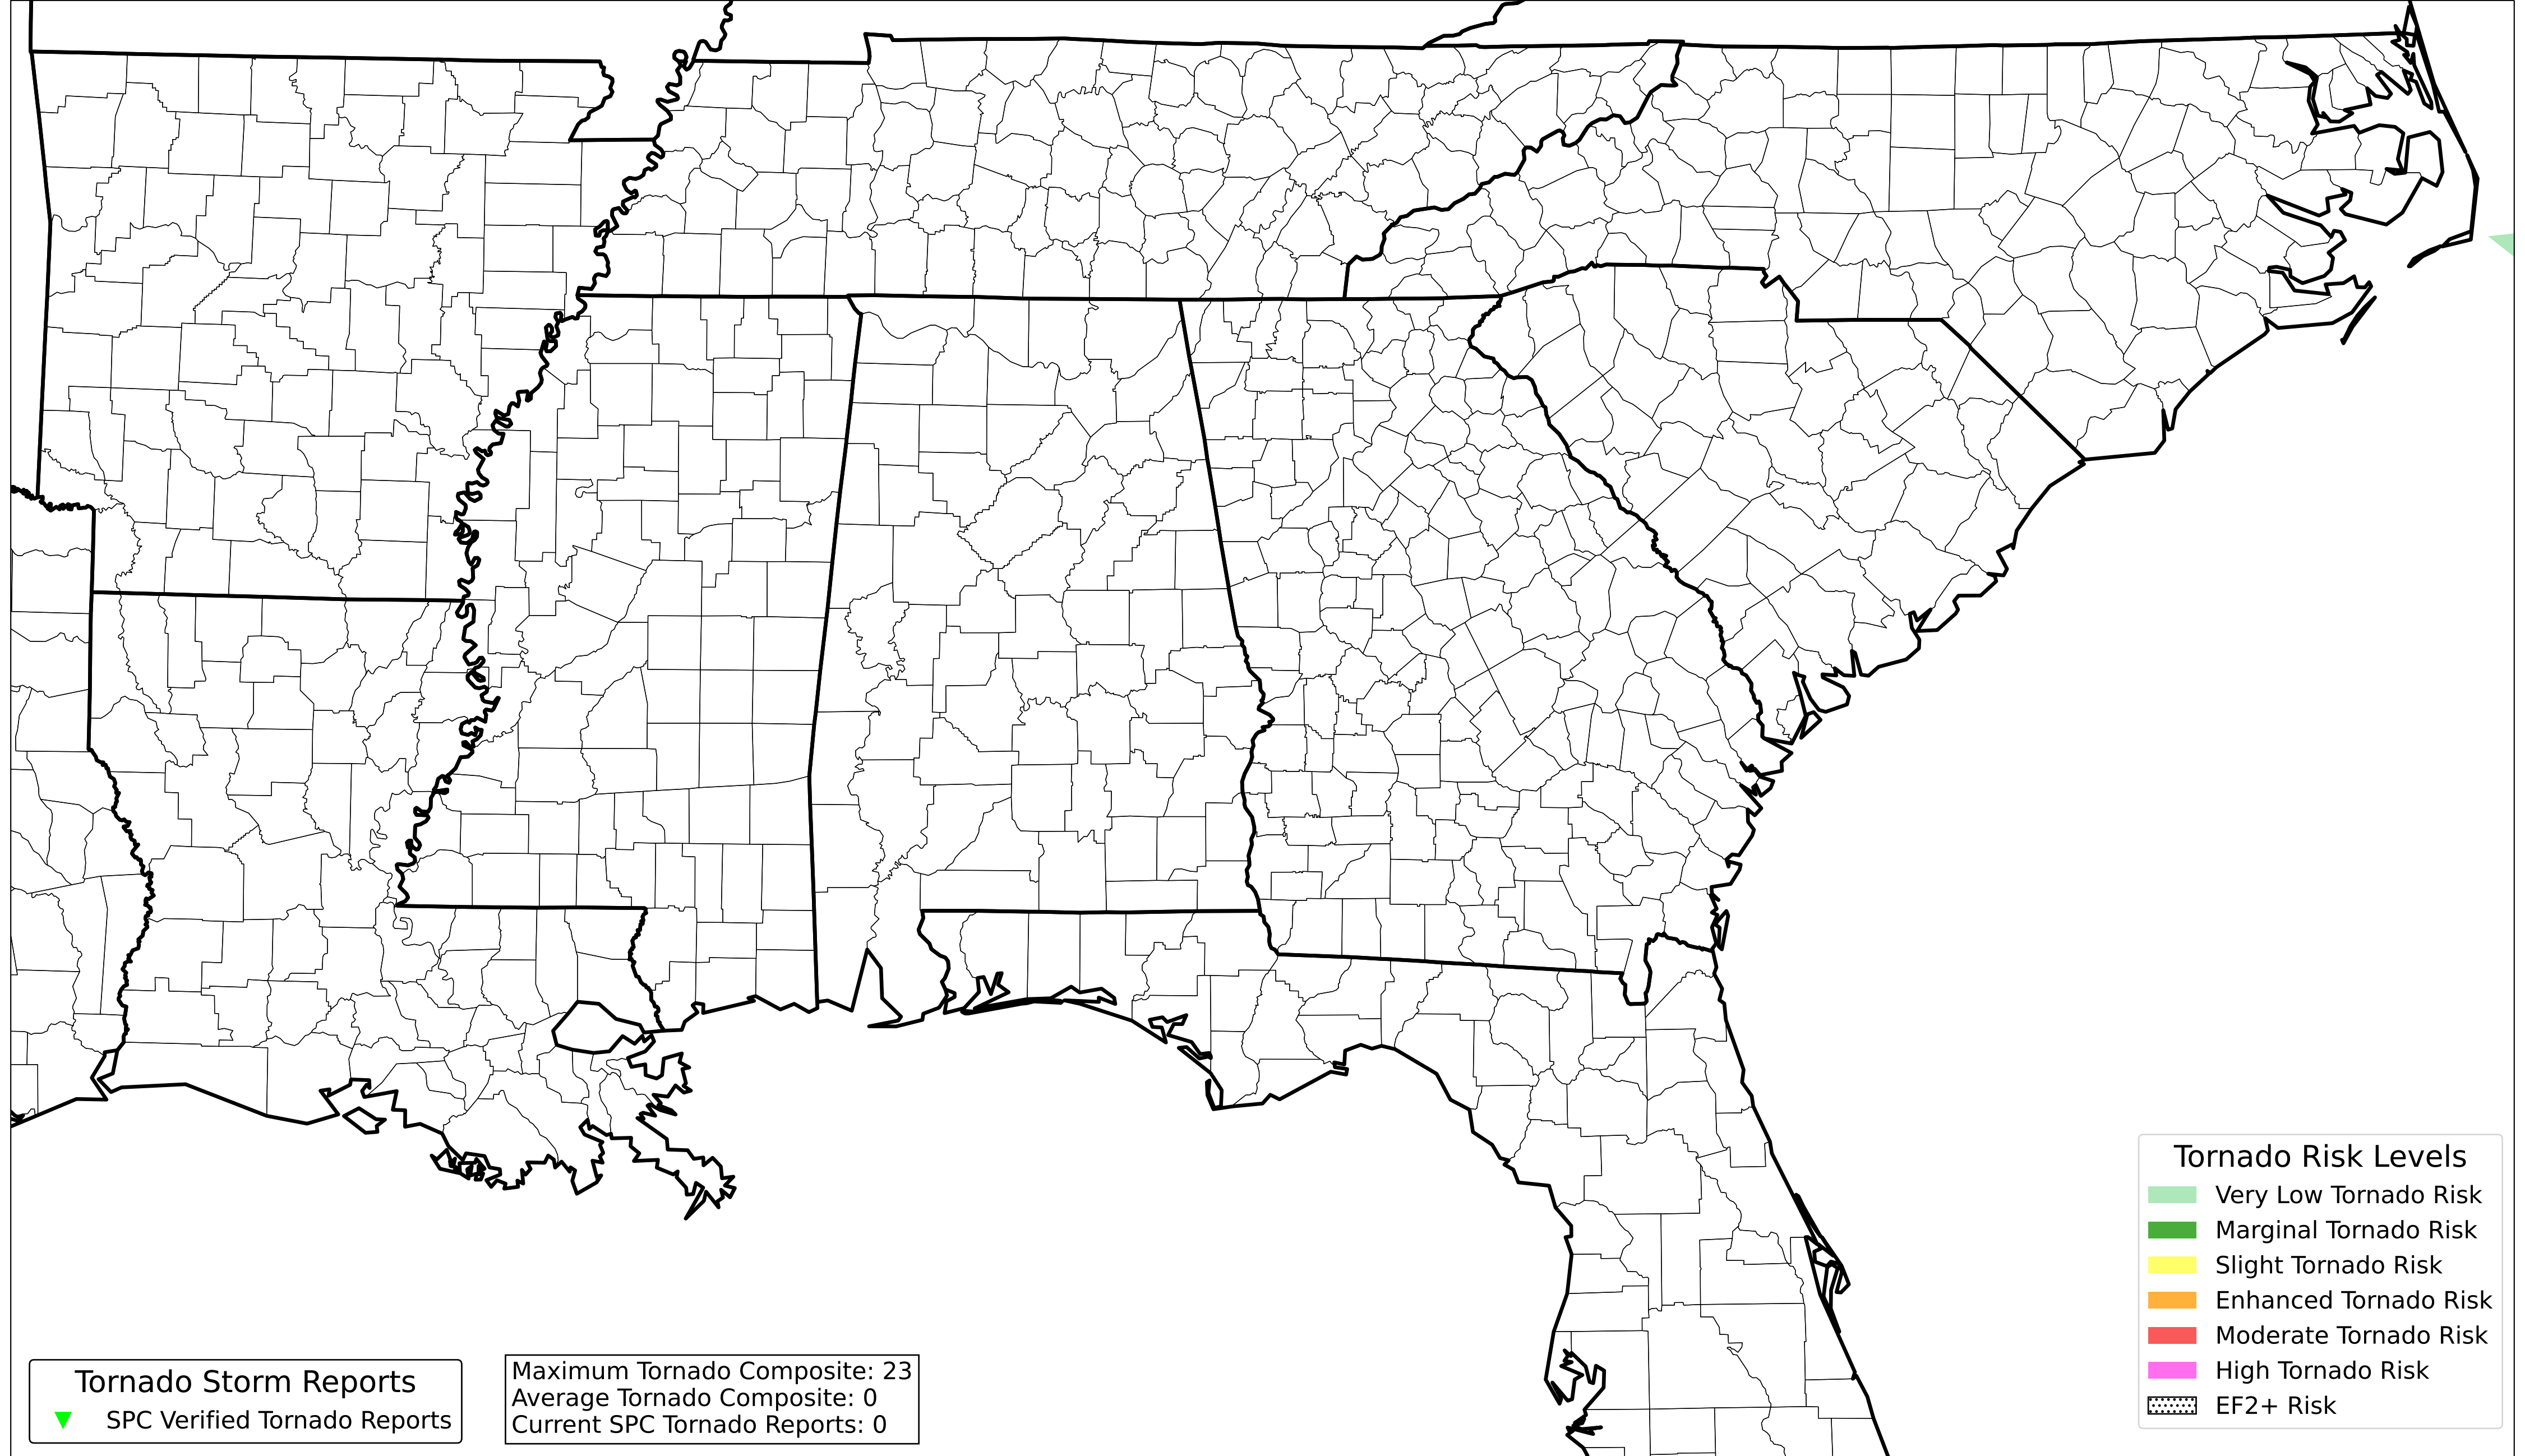 Tornado Risk Levels
Very Low Tornado Risk
Marginal Tornado Risk
Slight Tornado Risk
Enhanced Tornado Risk
Moderate Tornado Risk
High Tornado Risk
EF2+ Risk
Tornado Storm Reports
SPC Verified Tornado Reports
Maximum Tornado Composite: 23
Average Tornado Composite: 0
Current SPC Tornado Reports: 0